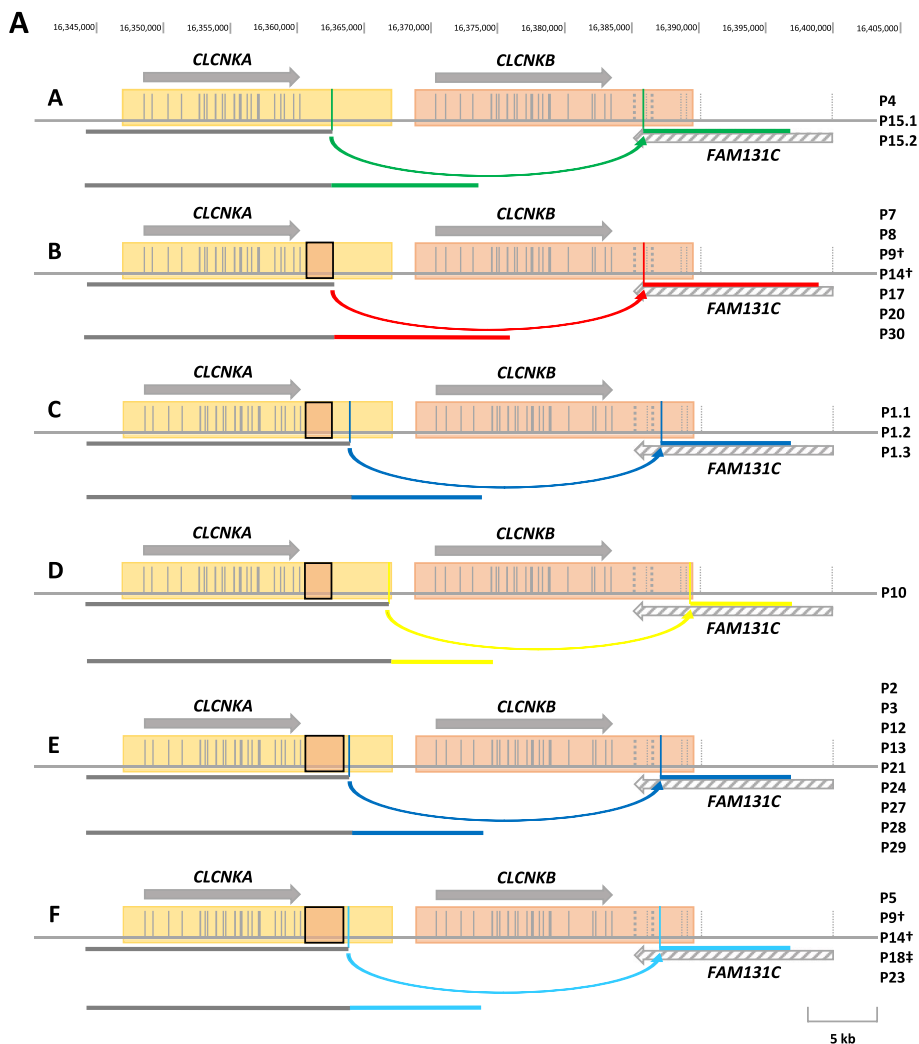 A
16,345,000 16,350,000 16,355,000 16,360,000 16,365,000 16,370,000 16,375,000 16,380,000 16,385,000 16,390,000 16,395,000 16,400,000 16,405,000
CLCNKA CLCNKB
A
P4
P15.1
P15.2
FAM131C
CLCNKA CLCNKB
B
P7
P8
P9†
P14†
P17
P20
P30
FAM131C
CLCNKA CLCNKB
C
P1.1
P1.2
P1.3
FAM131C
CLCNKA CLCNKB
D
P10
FAM131C
CLCNKA CLCNKB
E
P2
P3
P12
P13
P21
P24
P27
P28
P29
FAM131C
CLCNKA CLCNKB
F
P5
P9†
P14†
P18‡
P23
FAM131C
5 kb